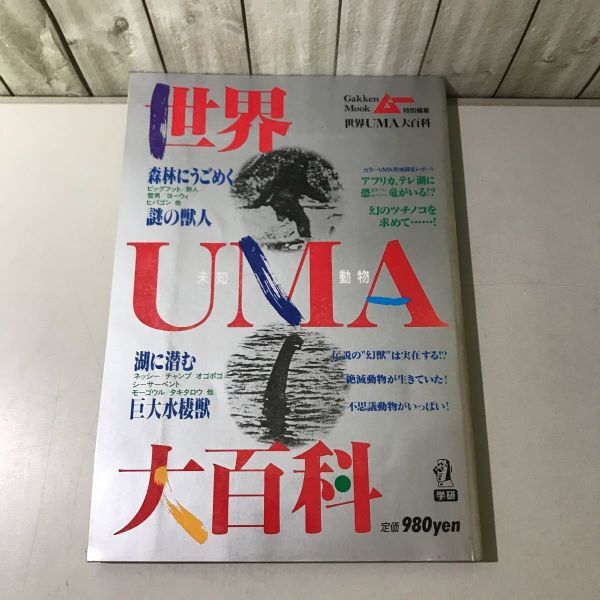 世界
Gakken
Mook
ムー
特別編集
世界UMA大百科
森林にうごめく
ビッグフット 野人
雪男 ヨーウィ
ヒバゴン 他
謎の獣人
カラーUMA現地調査レポート
アフリカ、テレ湖に
恐竜がいる!?
幻のツチノコを
求めて……!
UMA
未知動物
湖に潜む
ネッシー チャンプ オゴポゴ
シーサーペント
モーゴウル タキタロウ 他
巨大水棲獣
伝説の"幻獣"は実在する!?
絶滅動物が生きていた!
不思議動物がいっぱい!
大百科
学研
定価 980yen